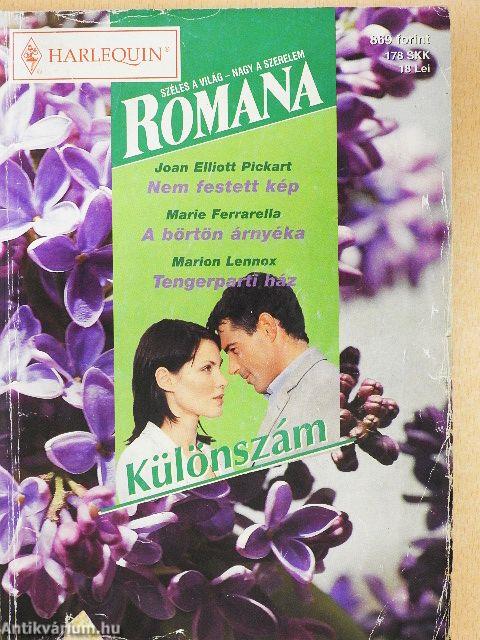 HARLEQUIN®
869 forint
178 SKK
18 Lei
SZÉLES A VILÁG – NAGY A SZERELEM
ROMANA
Joan Elliott Pickart
Nem festett kép
Marie Ferrarella
A börtön árnyéka
Marion Lennox
Tengerparti ház
Különszám
Antikvárium.hu